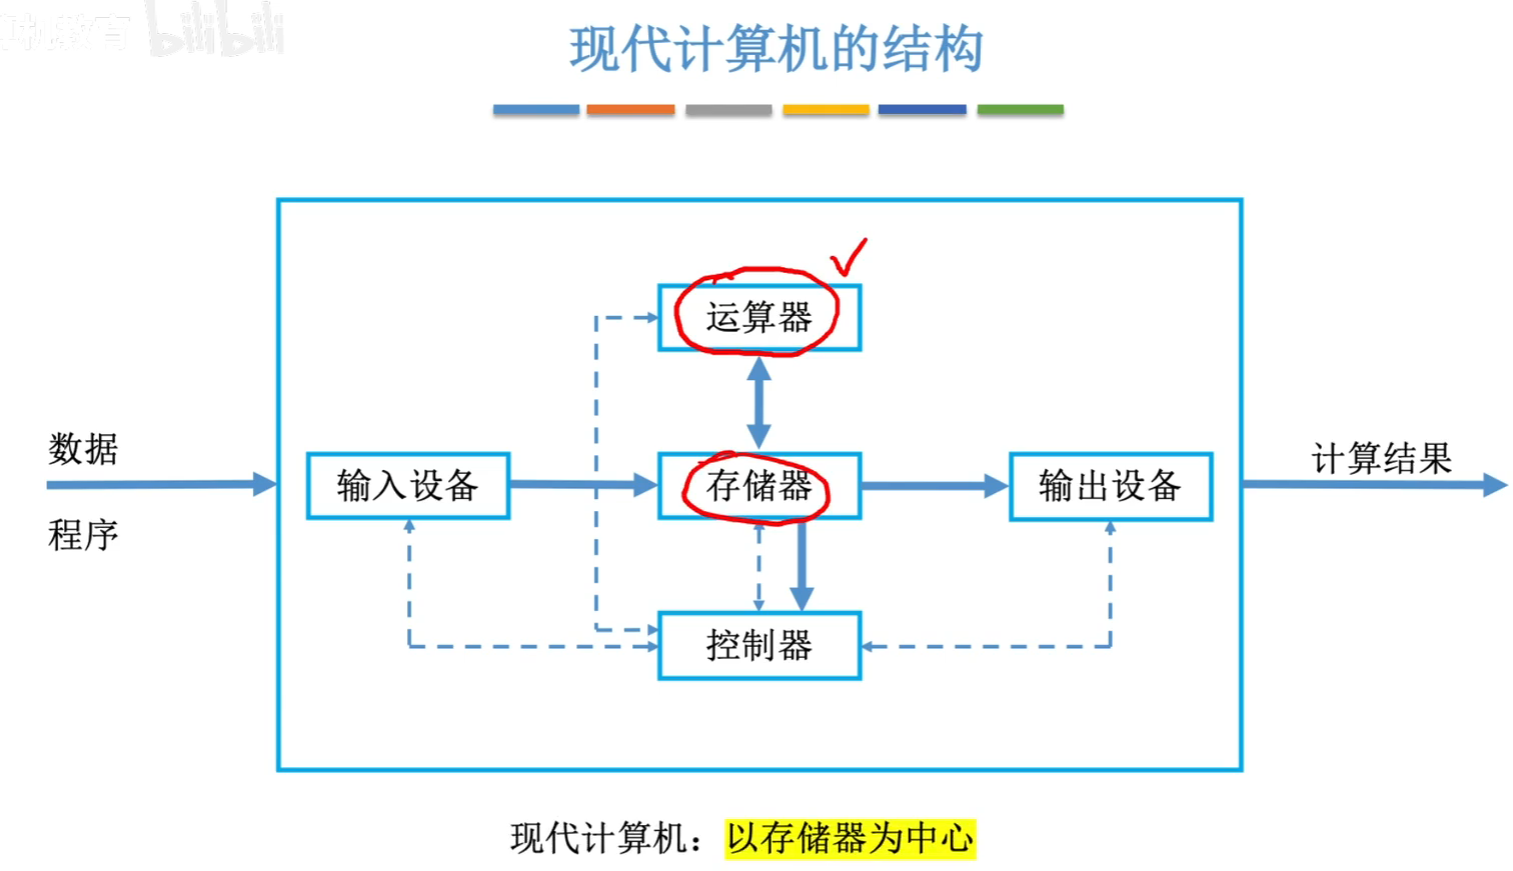 bilibili
现代计算机的结构
运算器
数据
计算结果
输入设备
存储器
输出设备
程序
控制器
现代计算机：以存储器为中心